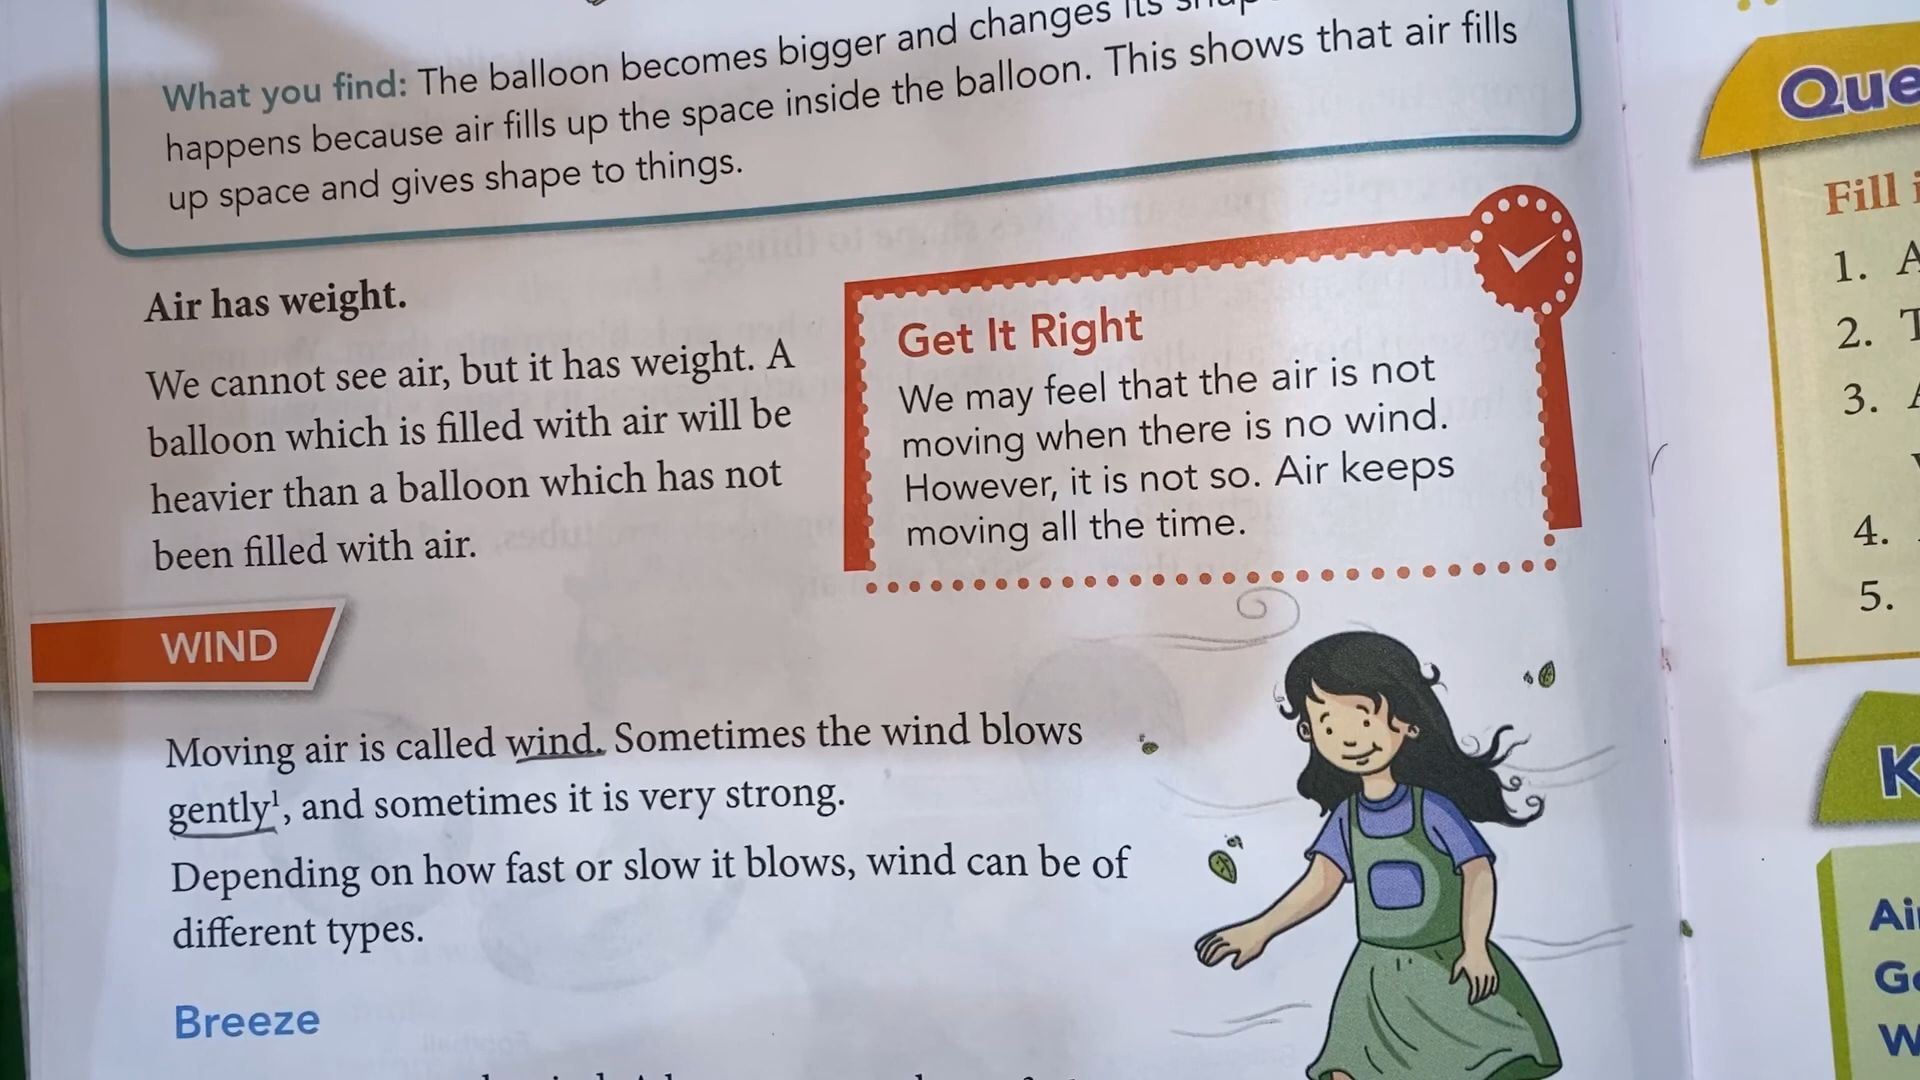 What you find: The balloon becomes bigger and changes its
happens because air fills up the space inside the balloon. This shows that air fills
up space and gives shape to things.
Air has weight.
We cannot see air, but it has weight. A
balloon which is filled with air will be
heavier than a balloon which has not
been filled with air.
Get It Right
We may feel that the air is not
moving when there is no wind.
However, it is not so. Air keeps
moving all the time.
WIND
Moving air is called wind. Sometimes the wind blows
gently¹, and sometimes it is very strong.
Depending on how fast or slow it blows, wind can be of
different types.
Breeze
Que
Fill
1. A
2. T
3.
4.
5.
K
Ai
G
W